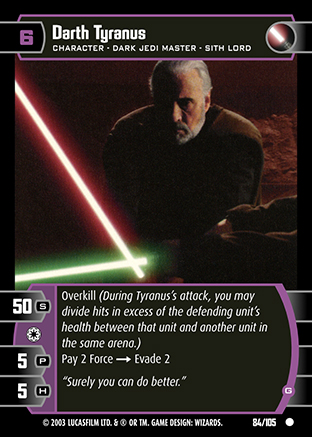 6
Darth Tyranus
CHARACTER • DARK JEDI MASTER • SITH LORD
50 S
5 P
5 H
Overkill (During Tyranus's attack, you may
divide hits in excess of the defending unit's
health between that unit and another unit in
the same arena.)
Pay 2 Force → Evade 2
"Surely you can do better."
G
© 2003 LUCASFILM LTD. & ® OR TM. GAME DESIGN: WIZARDS.
84/105